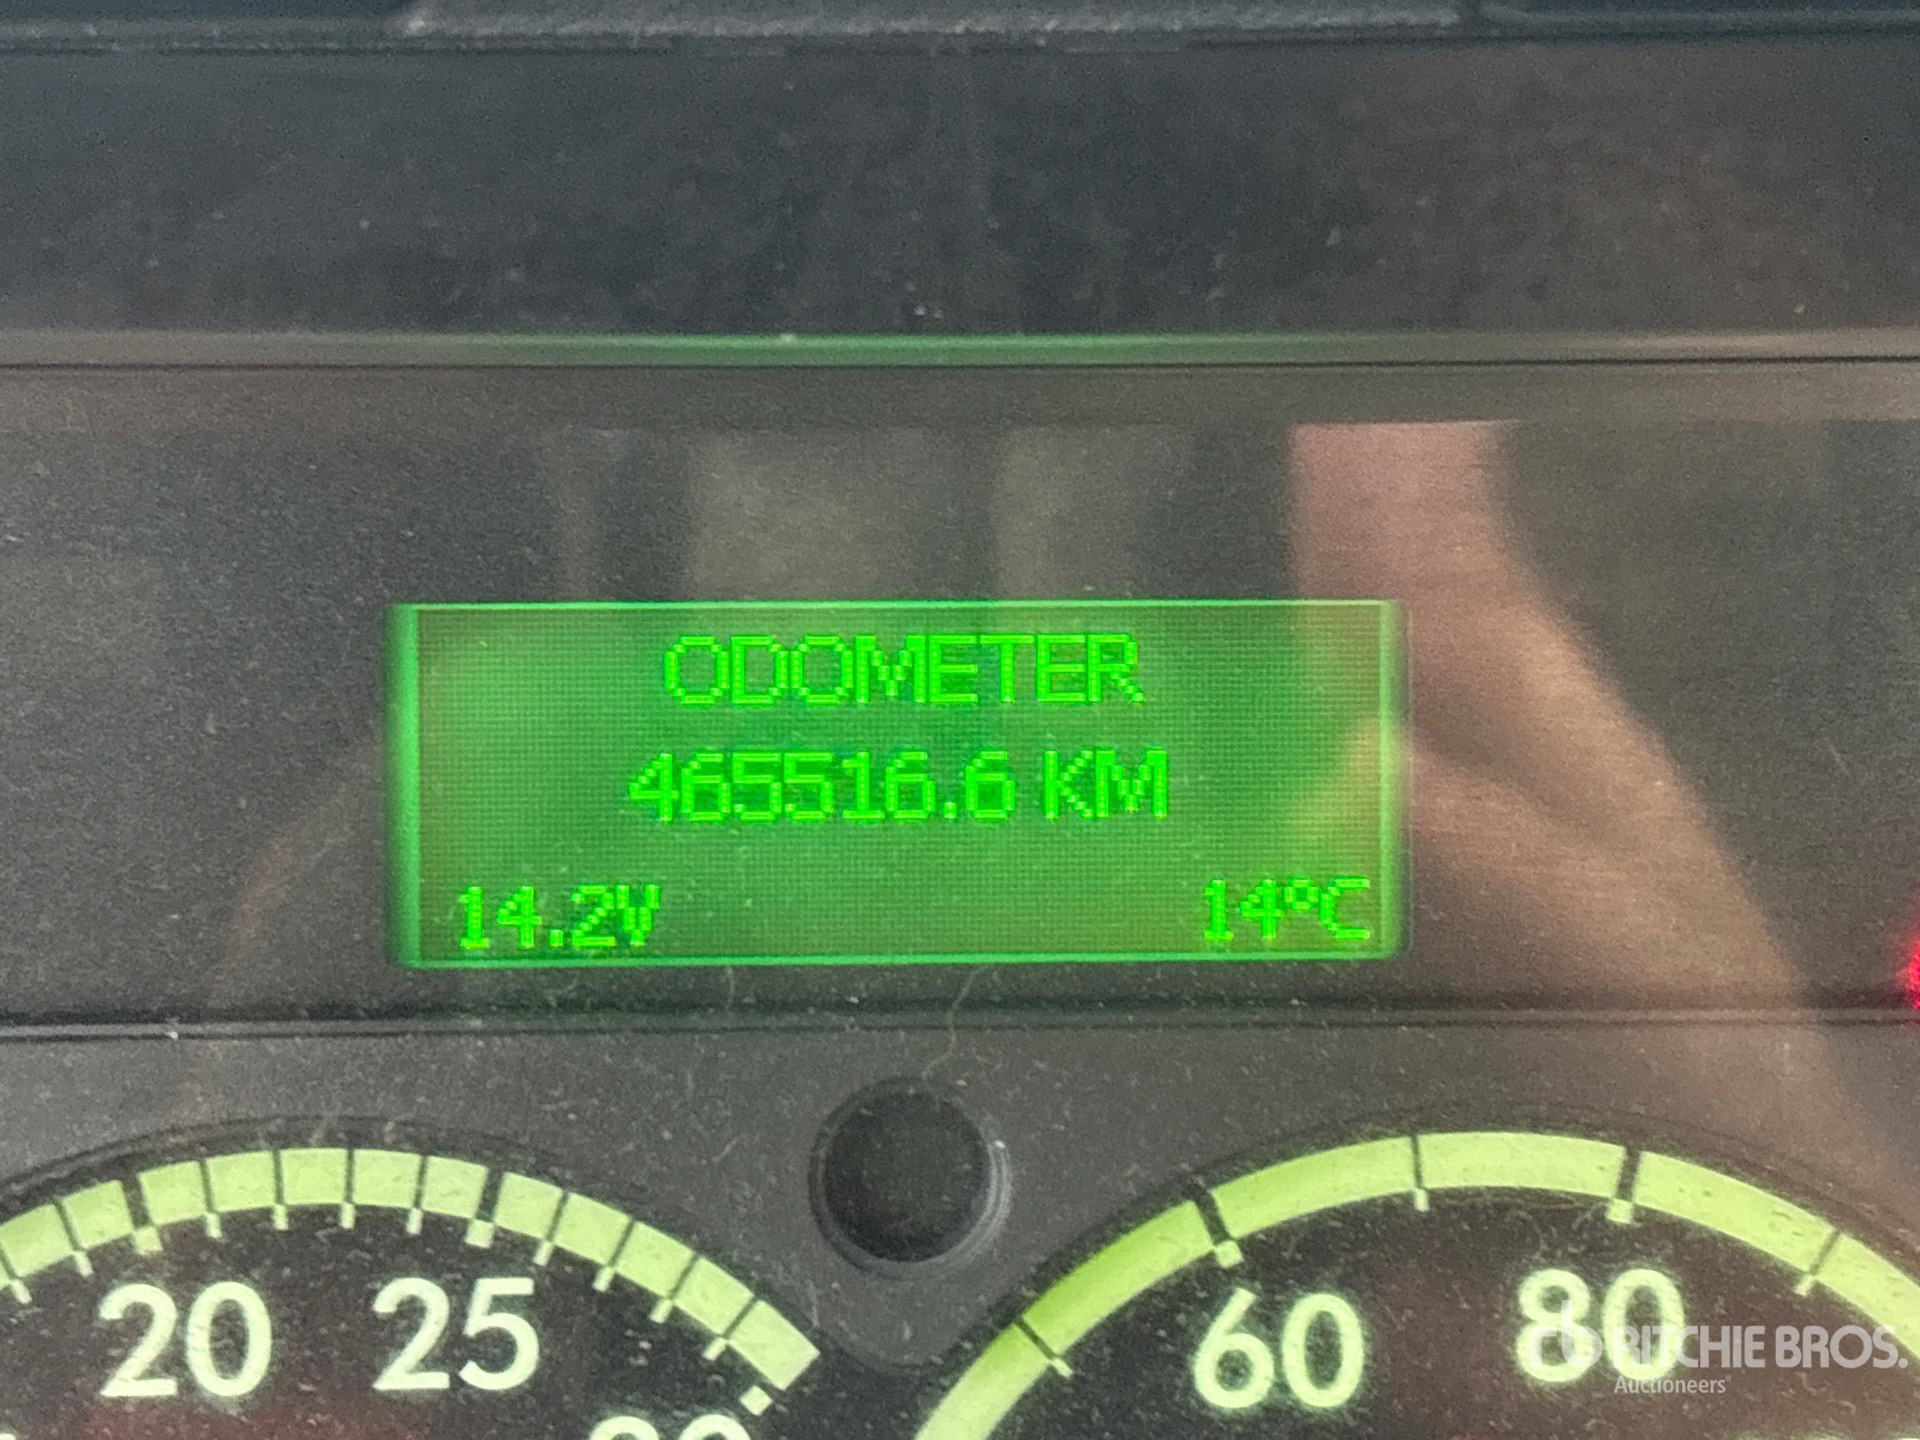 ODOMETER
465516.6 KM
14.2V 14°C
20 25
60 80
RITCHIE BROS.
Auctioneers